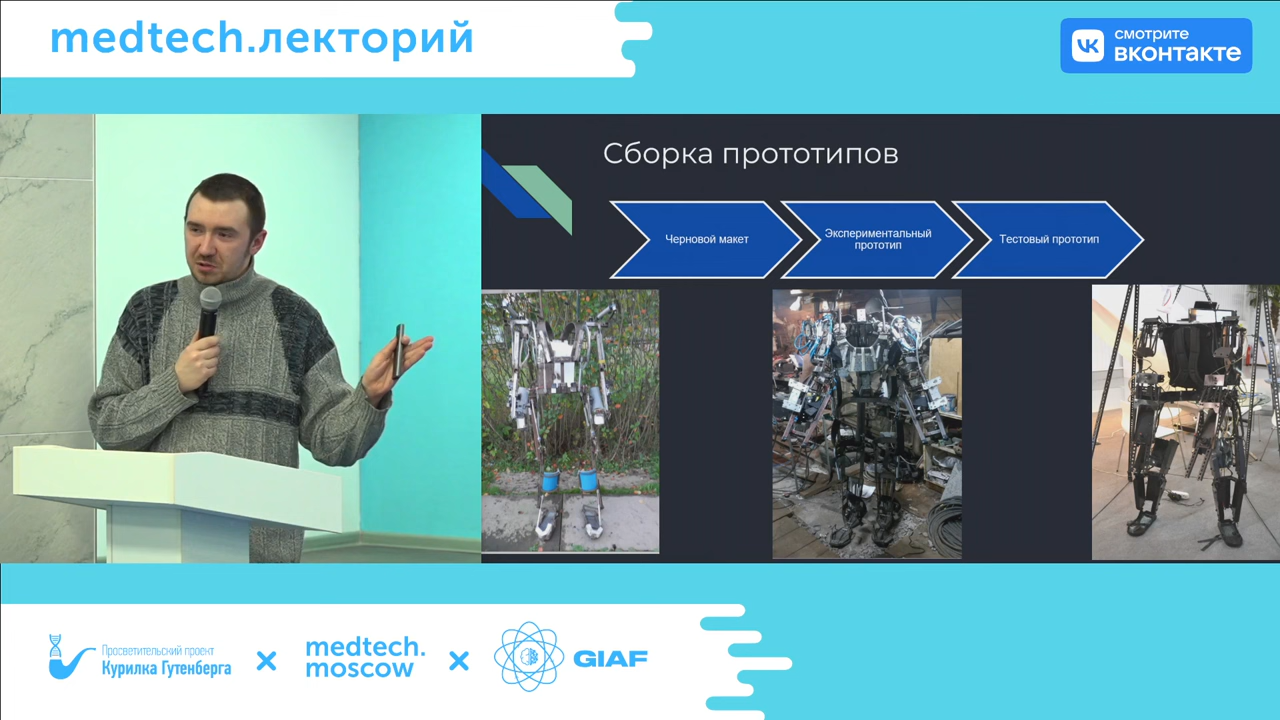 medtech.лекторий
смотрите
вконтакте
Сборка прототипов
Черновой макет
Экспериментальный
прототип
Тестовый прототип
Просветительский проект
Курилка Гутенберга
medtech.
moscow
GIAF